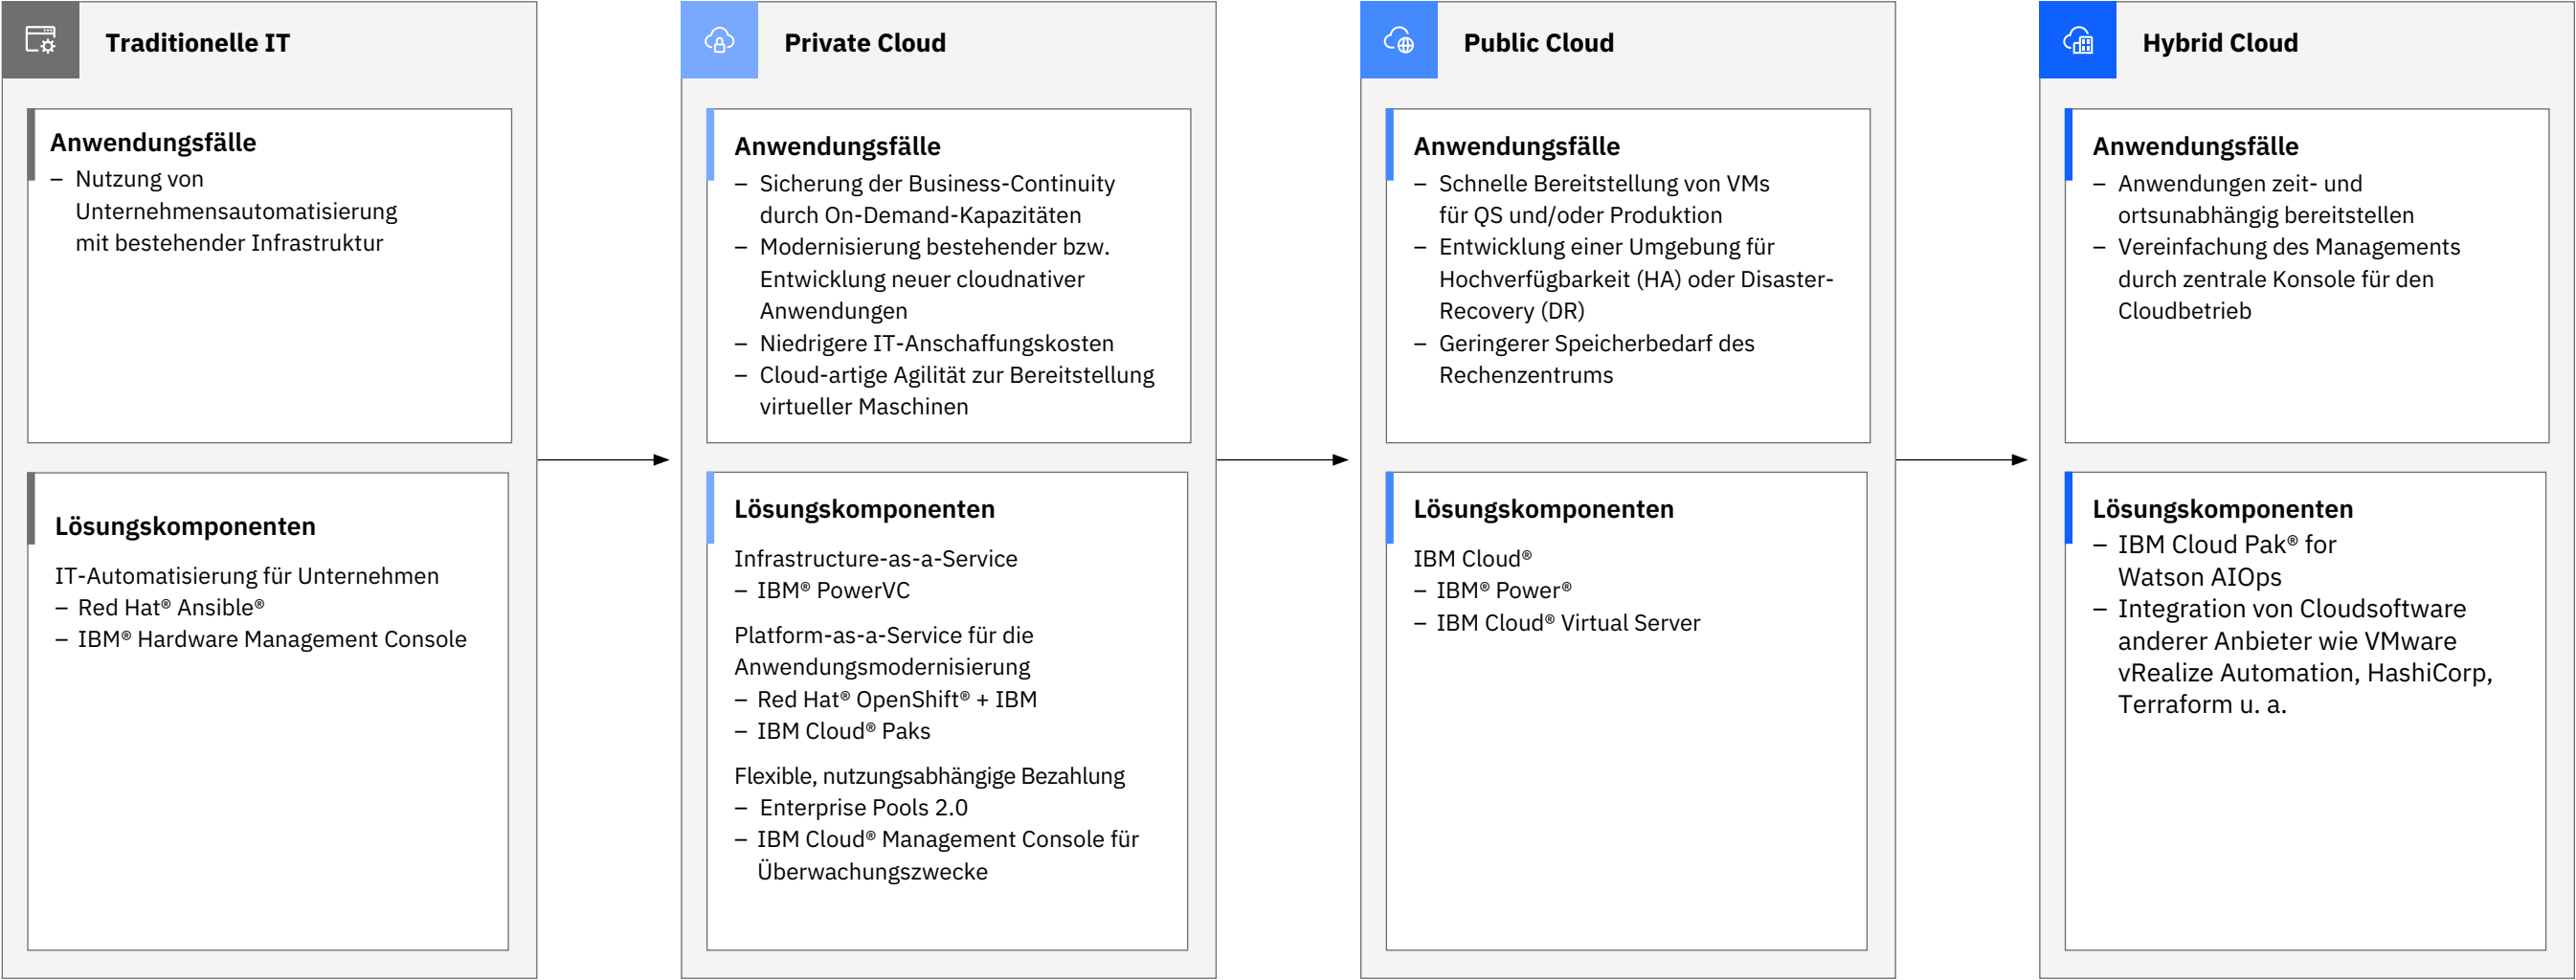 Traditionelle IT
Anwendungsfälle
– Nutzung von
Unternehmensautomatisierung
mit bestehender Infrastruktur
Lösungskomponenten
IT-Automatisierung für Unternehmen
– Red Hat® Ansible®
– IBM® Hardware Management Console
Private Cloud
Anwendungsfälle
– Sicherung der Business-Continuity
durch On-Demand-Kapazitäten
– Modernisierung bestehender bzw.
Entwicklung neuer cloudnativer
Anwendungen
– Niedrigere IT-Anschaffungskosten
– Cloud-artige Agilität zur Bereitstellung
virtueller Maschinen
Lösungskomponenten
Infrastructure-as-a-Service
– IBM® PowerVC
Platform-as-a-Service für die
Anwendungsmodernisierung
– Red Hat® OpenShift® + IBM
– IBM Cloud® Paks
Flexible, nutzungsabhängige Bezahlung
– Enterprise Pools 2.0
– IBM Cloud® Management Console für
Überwachungszwecke
Public Cloud
Anwendungsfälle
– Schnelle Bereitstellung von VMs
für QS und/oder Produktion
– Entwicklung einer Umgebung für
Hochverfügbarkeit (HA) oder Disaster-
Recovery (DR)
– Geringerer Speicherbedarf des
Rechenzentrums
Lösungskomponenten
IBM Cloud®
– IBM® Power®
– IBM Cloud® Virtual Server
Hybrid Cloud
Anwendungsfälle
– Anwendungen zeit- und
ortsunabhängig bereitstellen
– Vereinfachung des Managements
durch zentrale Konsole für den
Cloudbetrieb
Lösungskomponenten
– IBM Cloud Pak® for
Watson AIOps
– Integration von Cloudsoftware
anderer Anbieter wie VMware
vRealize Automation, HashiCorp,
Terraform u. a.